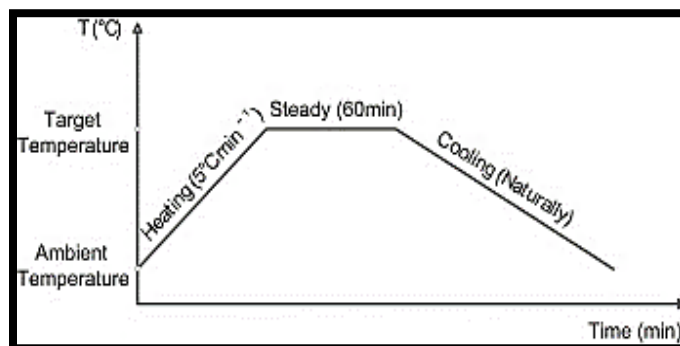 T (°C)
Target
Temperature
Ambient
Temperature
Heating (5°Cmin⁻¹)
Steady (60min)
Cooling (Naturally)
Time (min)